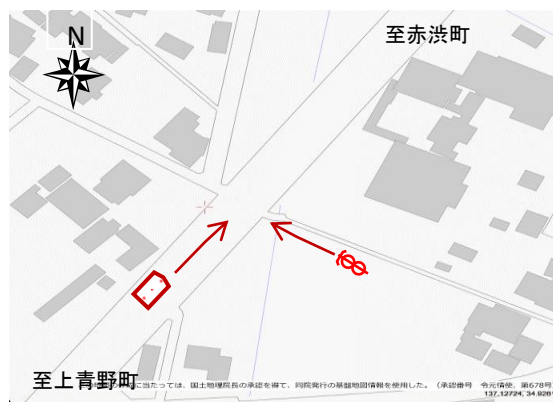 至赤渋町
N
至上青野町
に当たっては、国土地理院長の承認を得て、同院発行の基盤地図情報を使用した。（承認番号　令元情使、第678号
137.12724, 34.926